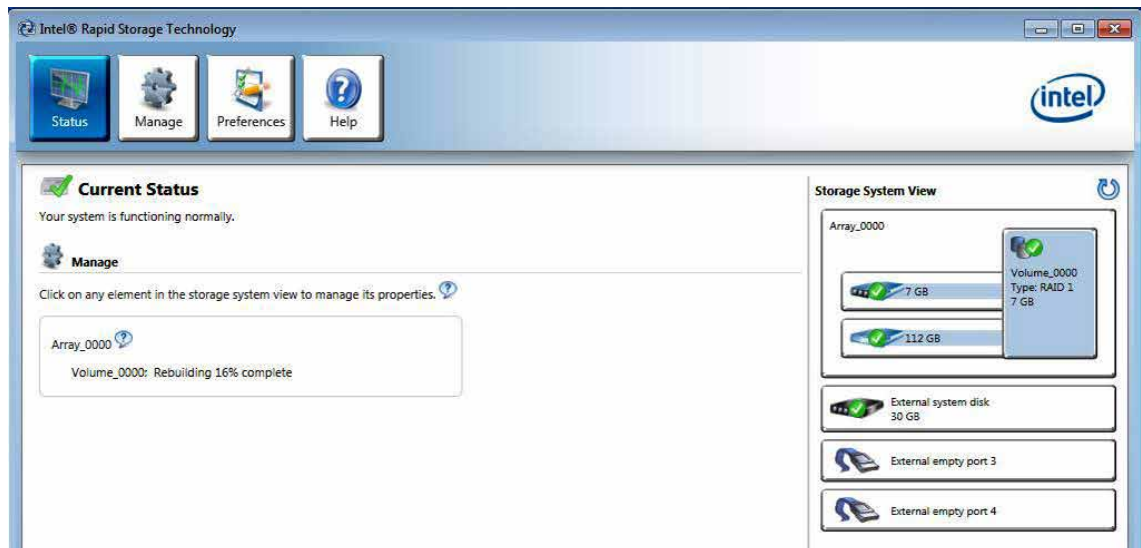 Intel® Rapid Storage Technology
Status
Manage
Preferences
Help
intel
Current Status
Your system is functioning normally.
Manage
Click on any element in the storage system view to manage its properties.
Array_0000
Volume_0000: Rebuilding 16% complete
Storage System View
Array_0000
7 GB
112 GB
Volume_0000
Type: RAID 1
7 GB
External system disk
30 GB
External empty port 3
External empty port 4